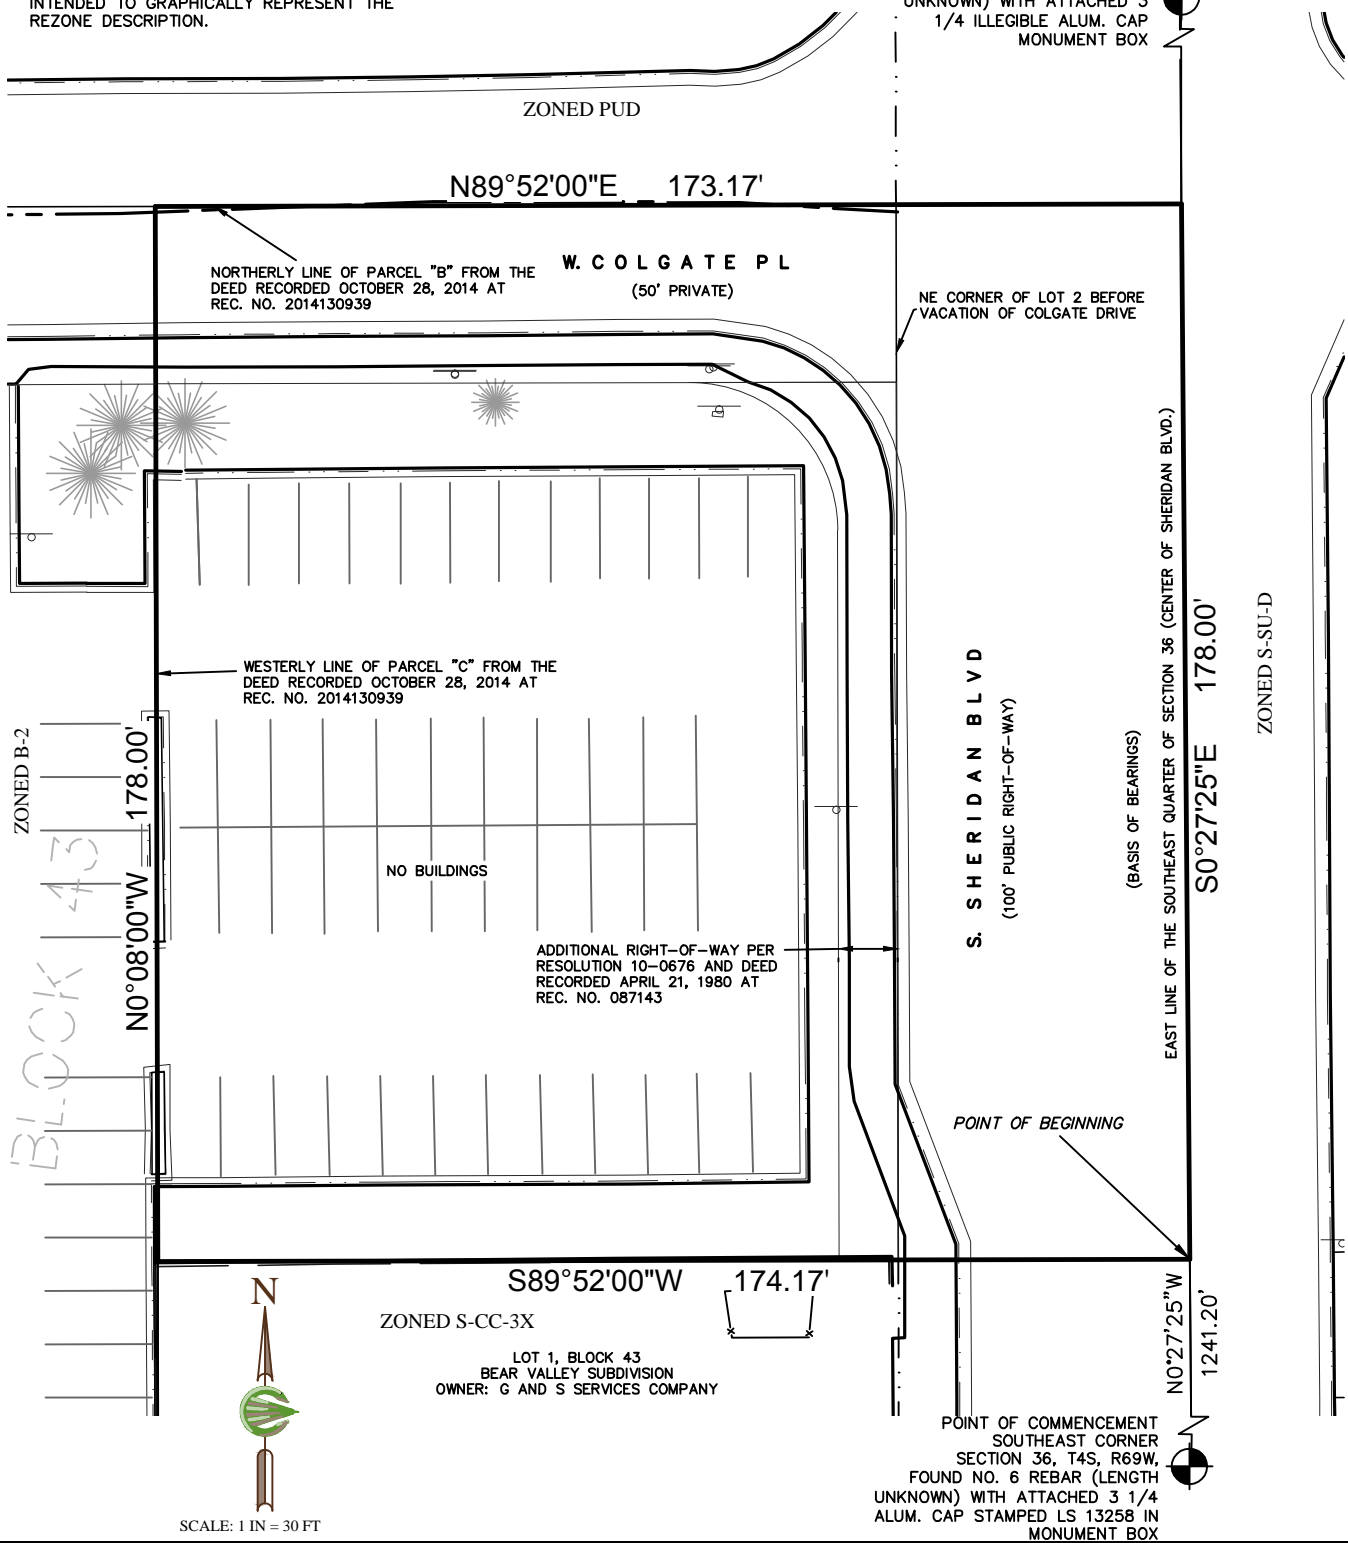 INTENDED TO GRAPHICALLY REPRESENT THE
REZONE DESCRIPTION.
UNKNOWN) WITH ATTACHED 3
1/4 ILLEGIBLE ALUM. CAP
MONUMENT BOX
ZONED PUD
N89°52'00"E 173.17'
NORTHERLY LINE OF PARCEL "B" FROM THE
DEED RECORDED OCTOBER 28, 2014 AT
REC. NO. 2014130939
W. COLGATE PL
(50' PRIVATE)
NE CORNER OF LOT 2 BEFORE
VACATION OF COLGATE DRIVE
WESTERLY LINE OF PARCEL "C" FROM THE
DEED RECORDED OCTOBER 28, 2014 AT
REC. NO. 2014130939
ZONED B-2
BLOCK 43
N0°08'00"W 178.00'
NO BUILDINGS
ADDITIONAL RIGHT-OF-WAY PER
RESOLUTION 10-0676 AND DEED
RECORDED APRIL 21, 1980 AT
REC. NO. 087143
S. SHERIDAN BLVD
(100' PUBLIC RIGHT-OF-WAY)
(BASIS OF BEARINGS)
EAST LINE OF THE SOUTHEAST QUARTER OF SECTION 36 (CENTER OF SHERIDAN BLVD.)
S0°27'25"E 178.00'
ZONED S-SU-D
POINT OF BEGINNING
S89°52'00"W 174.17'
N
ZONED S-CC-3X
LOT 1, BLOCK 43
BEAR VALLEY SUBDIVISION
OWNER: G AND S SERVICES COMPANY
N0°27'25"W
1241.20'
POINT OF COMMENCEMENT
SOUTHEAST CORNER
SECTION 36, T4S, R69W,
FOUND NO. 6 REBAR (LENGTH
UNKNOWN) WITH ATTACHED 3 1/4
ALUM. CAP STAMPED LS 13258 IN
MONUMENT BOX
SCALE: 1 IN = 30 FT